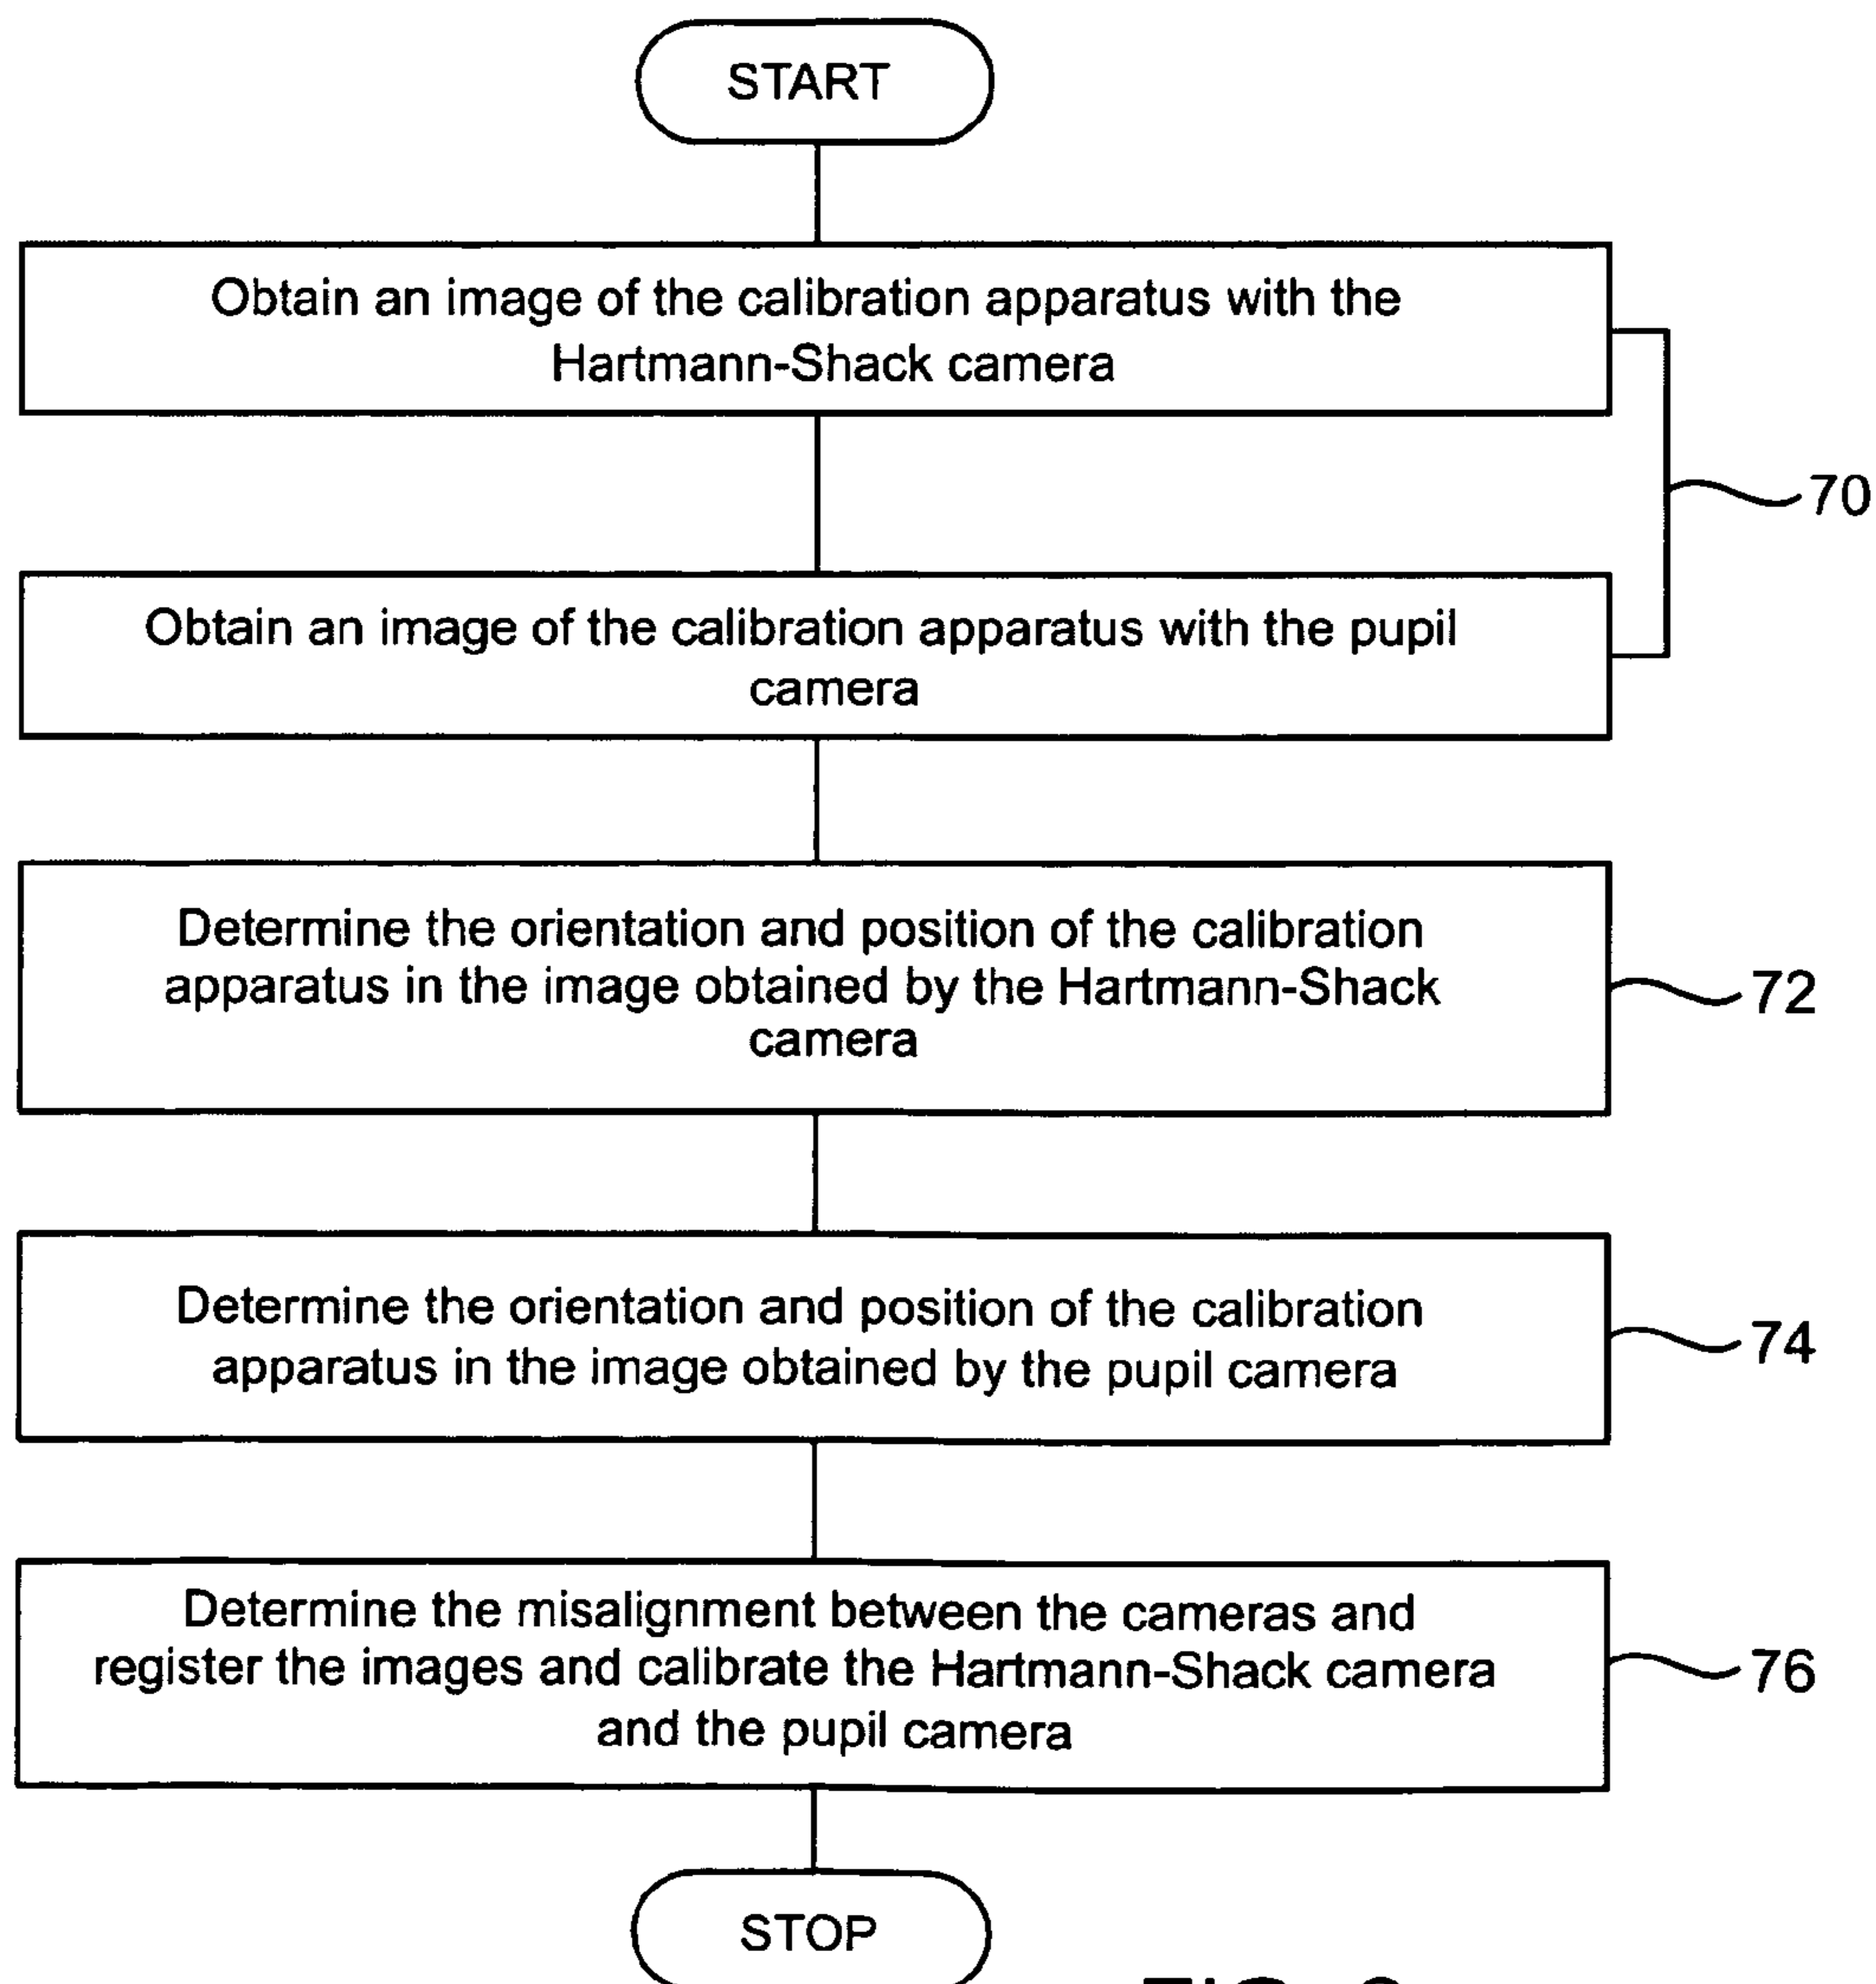 START
Obtain an image of the calibration apparatus with the
Hartmann-Shack camera
70
Obtain an image of the calibration apparatus with the pupil
camera
Determine the orientation and position of the calibration
apparatus in the image obtained by the Hartmann-Shack
camera
72
Determine the orientation and position of the calibration
apparatus in the image obtained by the pupil camera
74
Determine the misalignment between the cameras and
register the images and calibrate the Hartmann-Shack camera
and the pupil camera
76
STOP